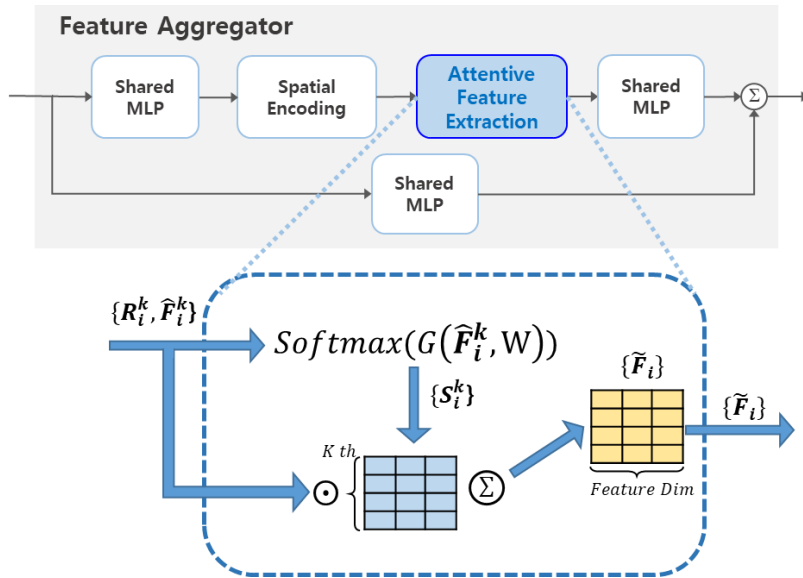 Feature Aggregator
Shared
MLP
Spatial
Encoding
Attentive
Feature
Extraction
Shared
MLP
Σ
Shared
MLP
{R_i^k, F̂_i^k}
Softmax(G(F̂_i^k, W))
{S_i^k}
{F̃_i}
{F̃_i}
K th
⊙
Σ
Feature Dim